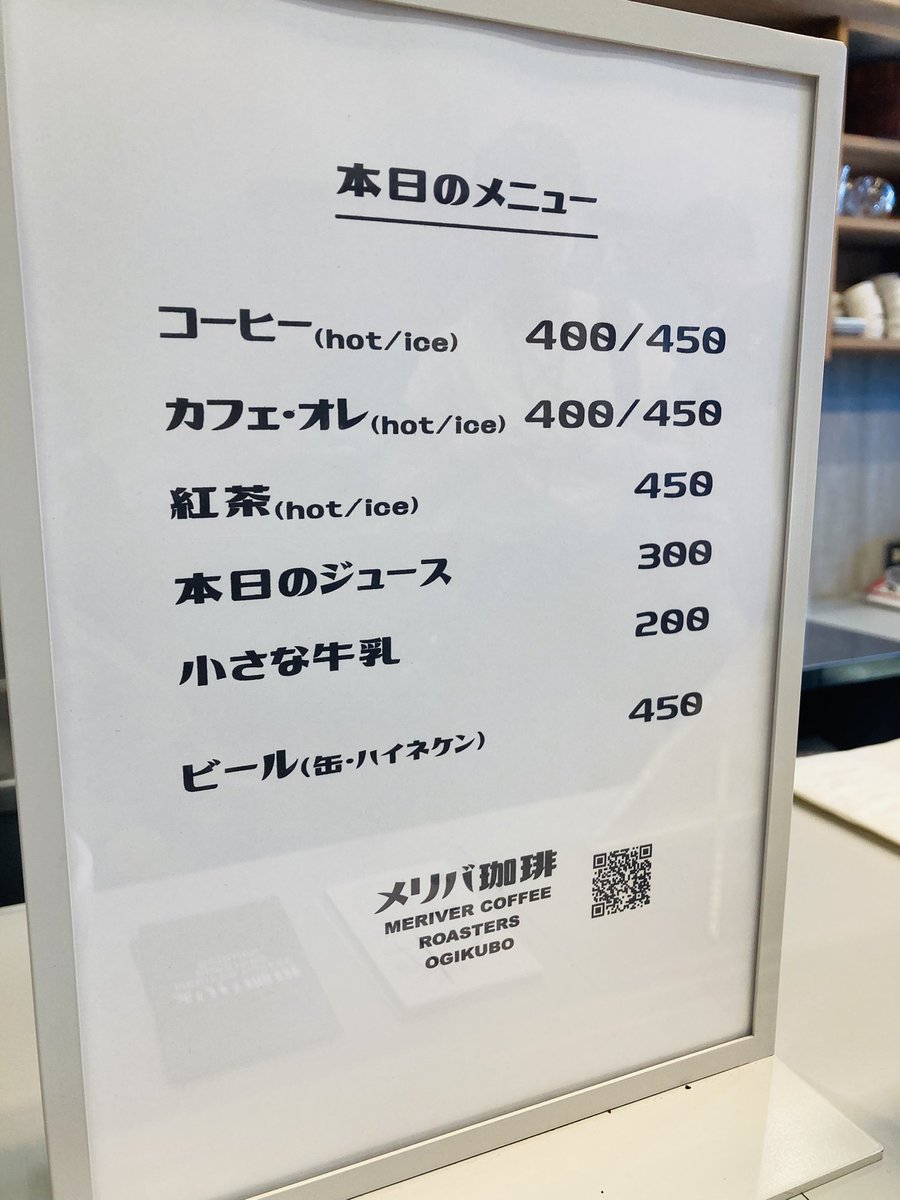 本日のメニュー
コーヒー(hot/ice) 400/450
カフェ・オレ(hot/ice) 400/450
紅茶(hot/ice) 450
本日のジュース 300
小さな牛乳 200
ビール(缶・ハイネケン) 450
メリバ珈琲
MERIVER COFFEE
ROASTERS
OGIKUBO